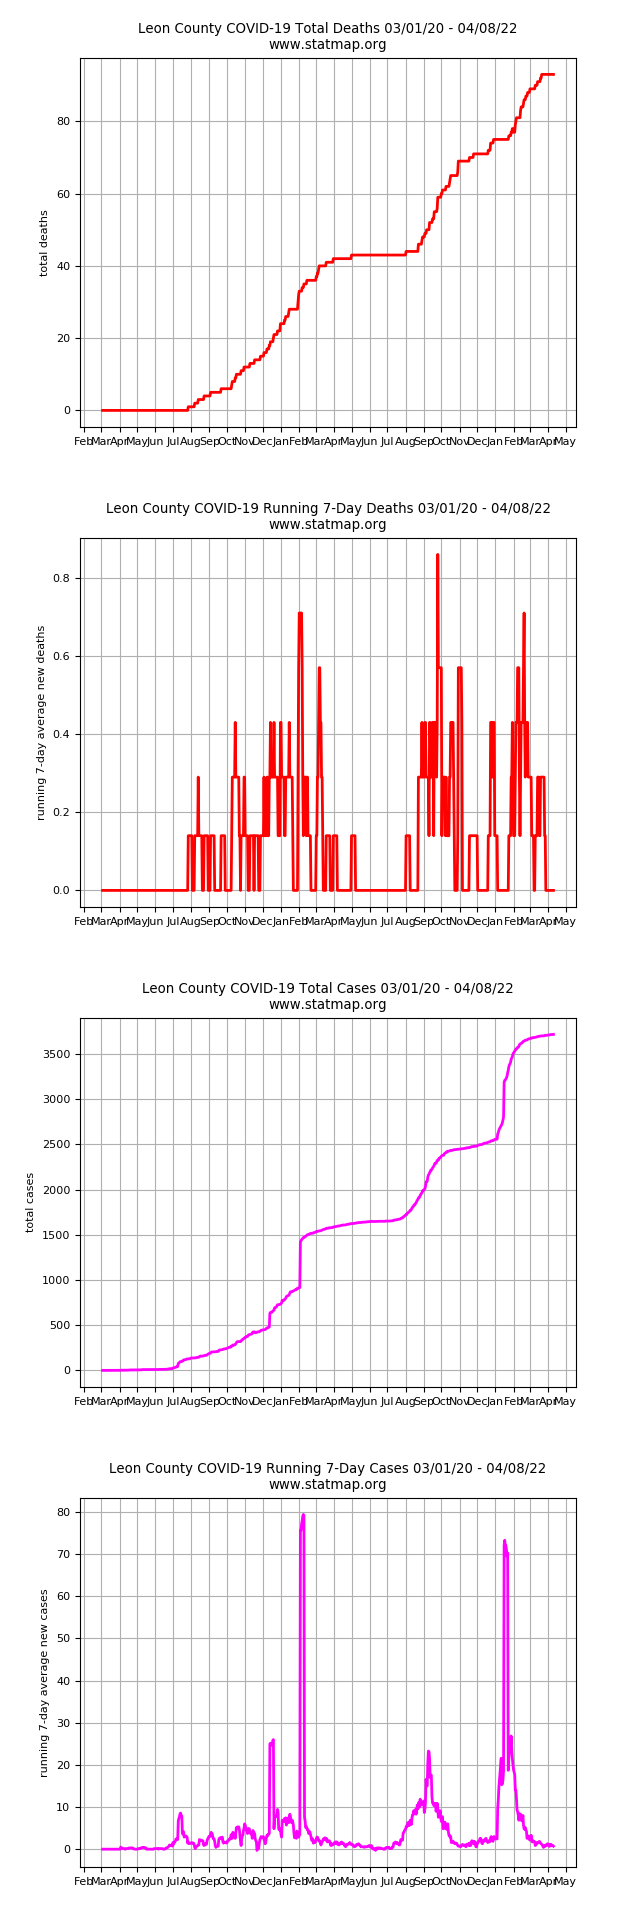 Leon County COVID-19 Total Deaths 03/01/20 - 04/08/22
www.statmap.org
total deaths
80
60
40
20
0
Feb Mar Apr May Jun Jul Aug Sep Oct Nov Dec Jan Feb Mar Apr May Jun Jul Aug Sep Oct Nov Dec Jan Feb Mar Apr May
Leon County COVID-19 Running 7-Day Deaths 03/01/20 - 04/08/22
www.statmap.org
running 7-day average new deaths
0.8
0.6
0.4
0.2
0.0
Feb Mar Apr May Jun Jul Aug Sep Oct Nov Dec Jan Feb Mar Apr May Jun Jul Aug Sep Oct Nov Dec Jan Feb Mar Apr May
Leon County COVID-19 Total Cases 03/01/20 - 04/08/22
www.statmap.org
total cases
3500
3000
2500
2000
1500
1000
500
0
Feb Mar Apr May Jun Jul Aug Sep Oct Nov Dec Jan Feb Mar Apr May Jun Jul Aug Sep Oct Nov Dec Jan Feb Mar Apr May
Leon County COVID-19 Running 7-Day Cases 03/01/20 - 04/08/22
www.statmap.org
running 7-day average new cases
80
70
60
50
40
30
20
10
0
Feb Mar Apr May Jun Jul Aug Sep Oct Nov Dec Jan Feb Mar Apr May Jun Jul Aug Sep Oct Nov Dec Jan Feb Mar Apr May